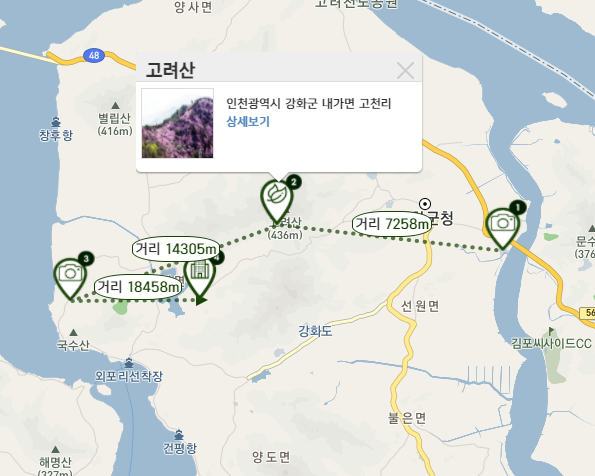 양사면
고려천도공원
48
고려산
인천광역시 강화군 내가면 고천리
상세보기
별립산
(416m)
창후항
2
1
(436m)
거리 7258m
군청
거리 14305m
3
4
거리 18458m
문수
(376
선원면
56
강화도
국수산
김포씨사이드CC
외포리선착장
불은면
건평항
양도면
해명산
(327m)